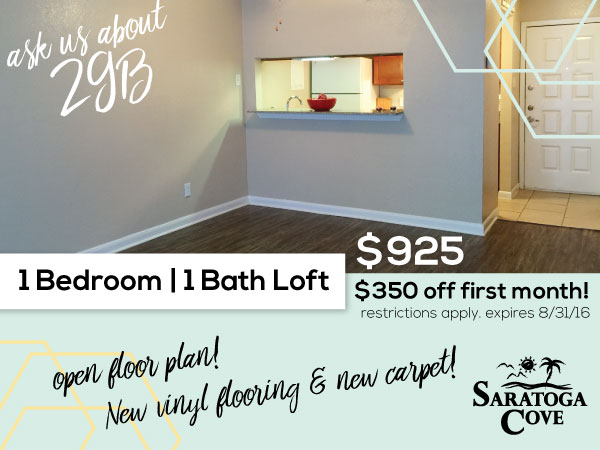 ask us about
29B
$925
1 Bedroom | 1 Bath Loft
$350 off first month!
restrictions apply. expires 8/31/16
open floor plan!
New vinyl flooring & new carpet!
SARATOGA
COVE